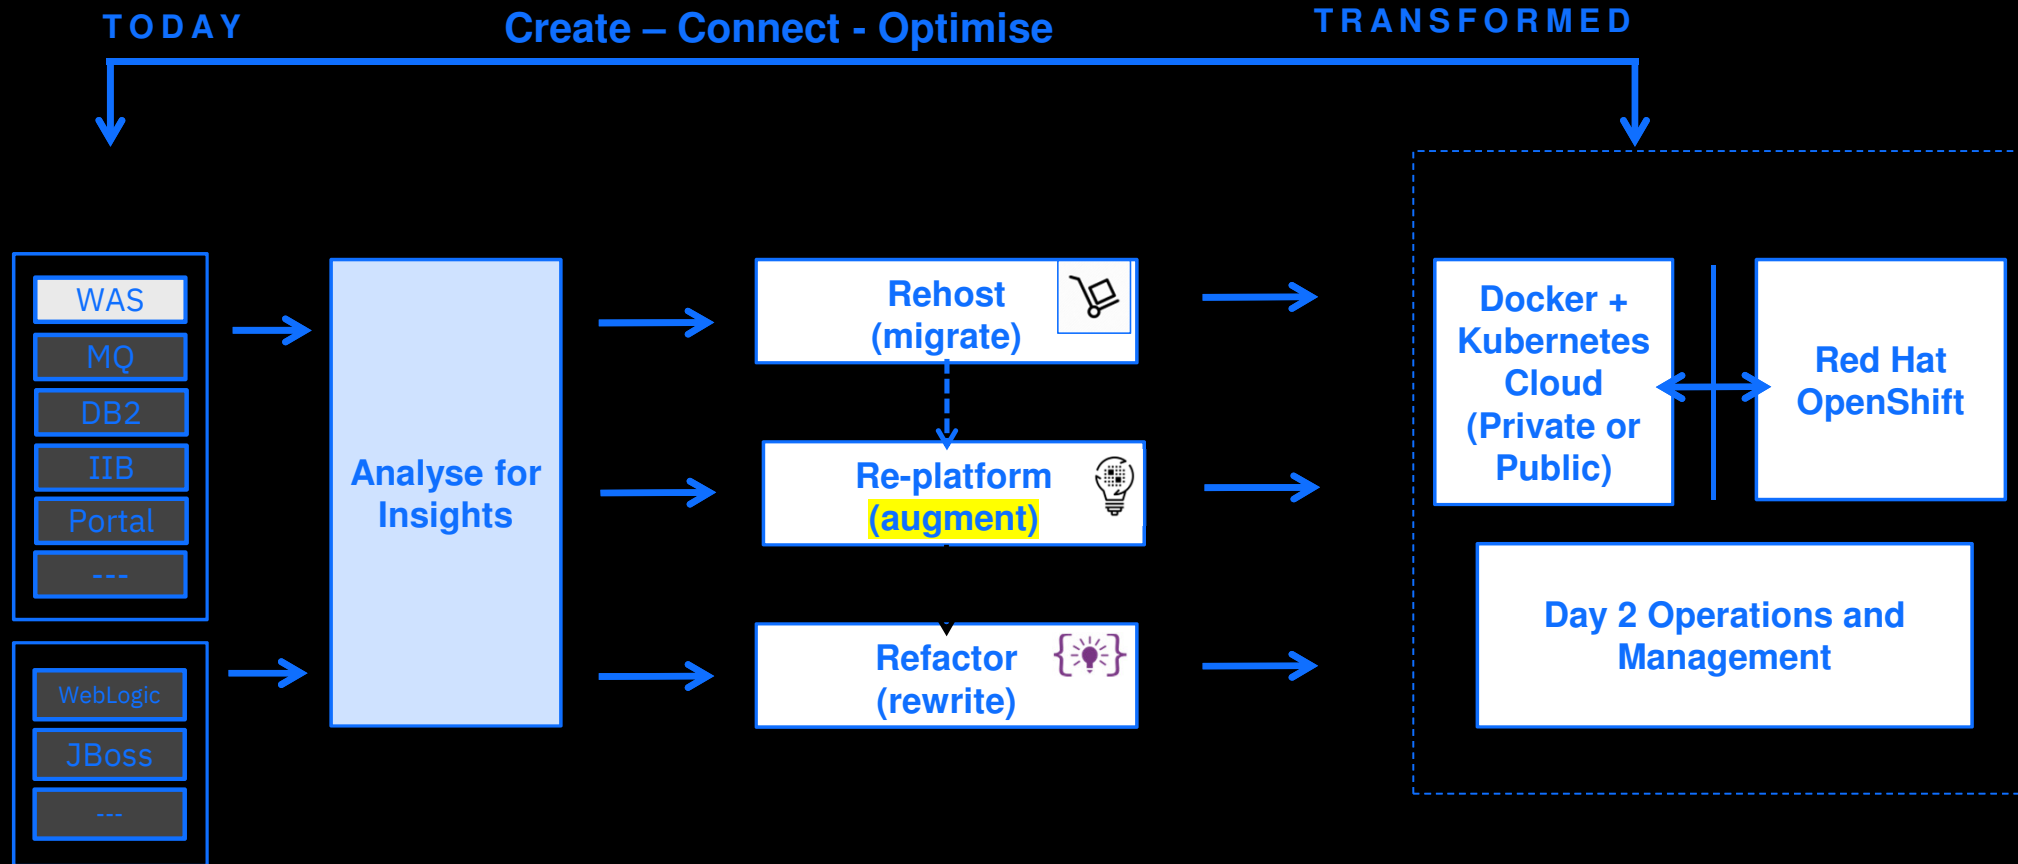 TODAY
Create – Connect - Optimise
TRANSFORMED
WAS
MQ
DB2
IIB
Portal
---
WebLogic
JBoss
---
Analyse for
Insights
Rehost
(migrate)
Re-platform
(augment)
Refactor
(rewrite)
Docker +
Kubernetes
Cloud
(Private or
Public)
Red Hat
OpenShift
Day 2 Operations and
Management